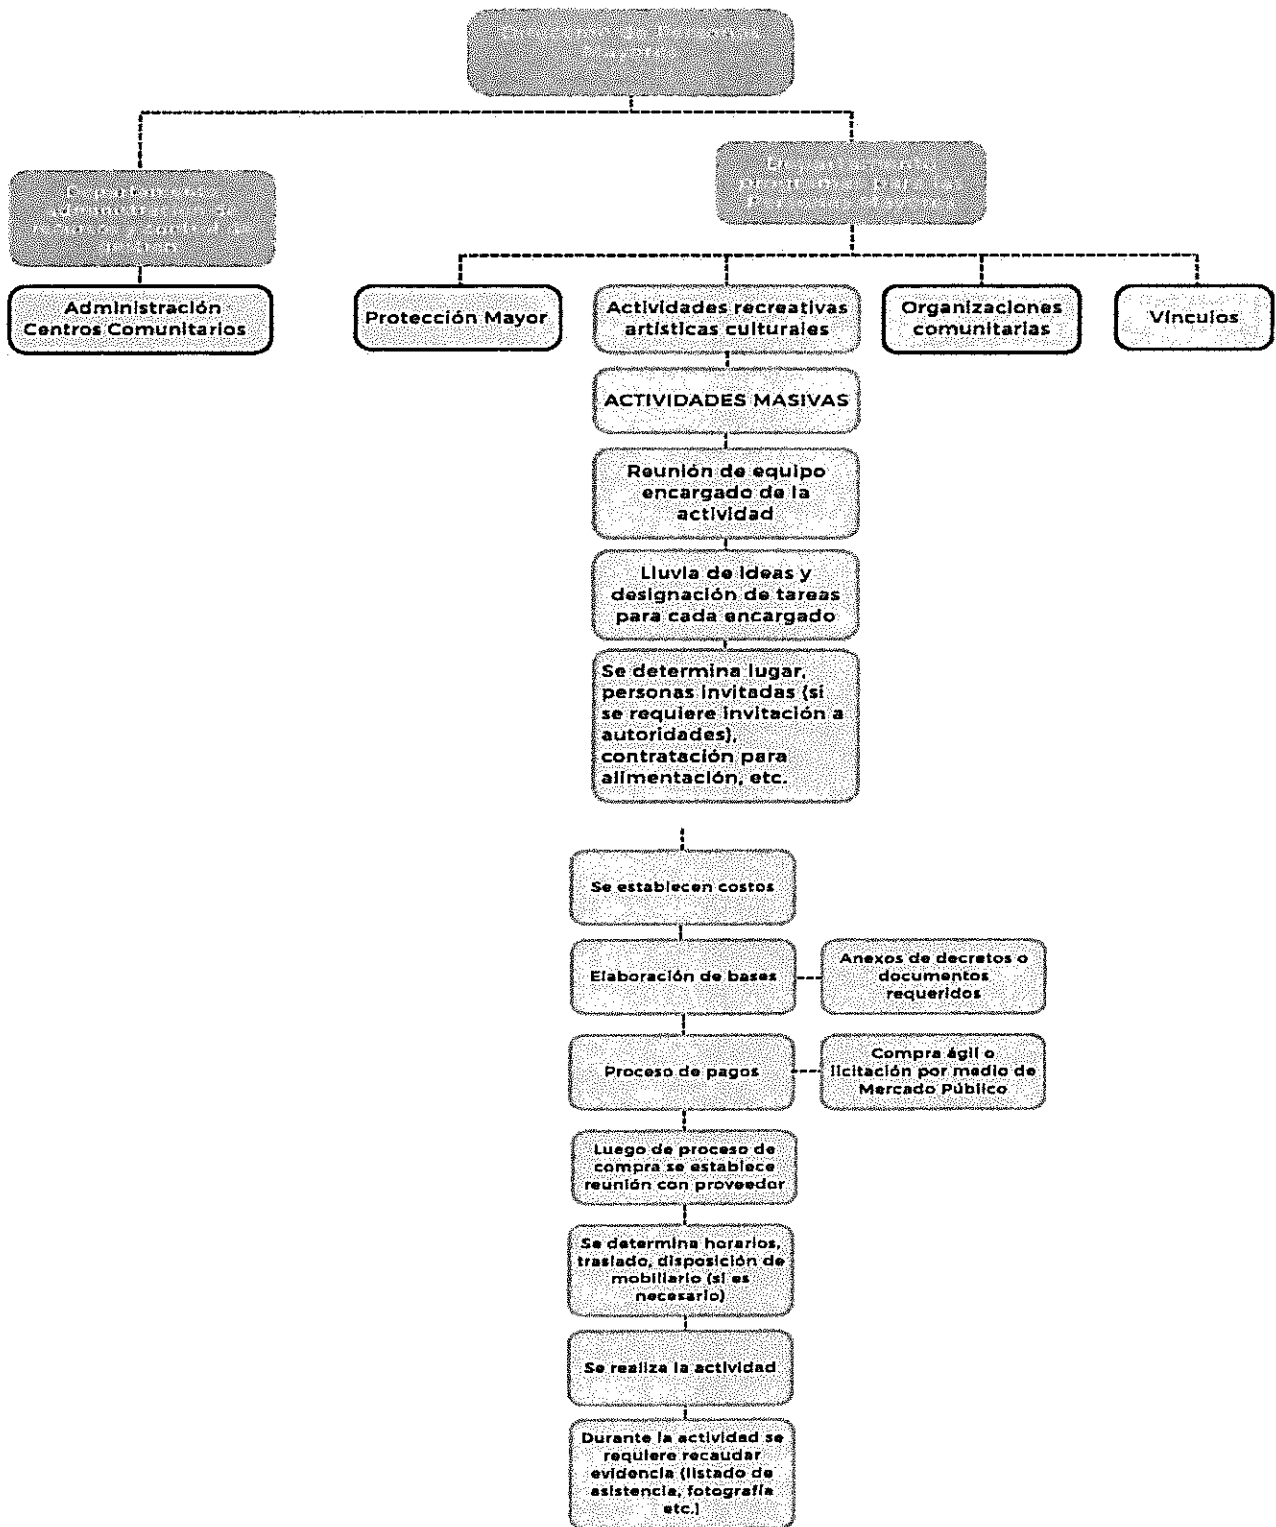 Personas Mayores
Administración
Centros Comunitarios
Protección Mayor
Actividades recreativas
artísticas culturales
Organizaciones
comunitarias
Vínculos
ACTIVIDADES MASIVAS
Reunión de equipo
encargado de la
actividad
Lluvia de ideas y
designación de tareas
para cada encargado
Se determina lugar,
personas invitadas (si
se requiere invitación a
autoridades),
contratación para
alimentación, etc.
Se establecen costos
Elaboración de bases
Anexos de decretos o
documentos
requeridos
Proceso de pagos
Compra ágil o
licitación por medio de
Mercado Público
Luego de proceso de
compra se establece
reunión con proveedor
Se determina horarios,
traslado, disposición de
mobiliario (si es
necesario)
Se realiza la actividad
Durante la actividad se
requiere recaudar
evidencia (listado de
asistencia, fotografía
etc.)